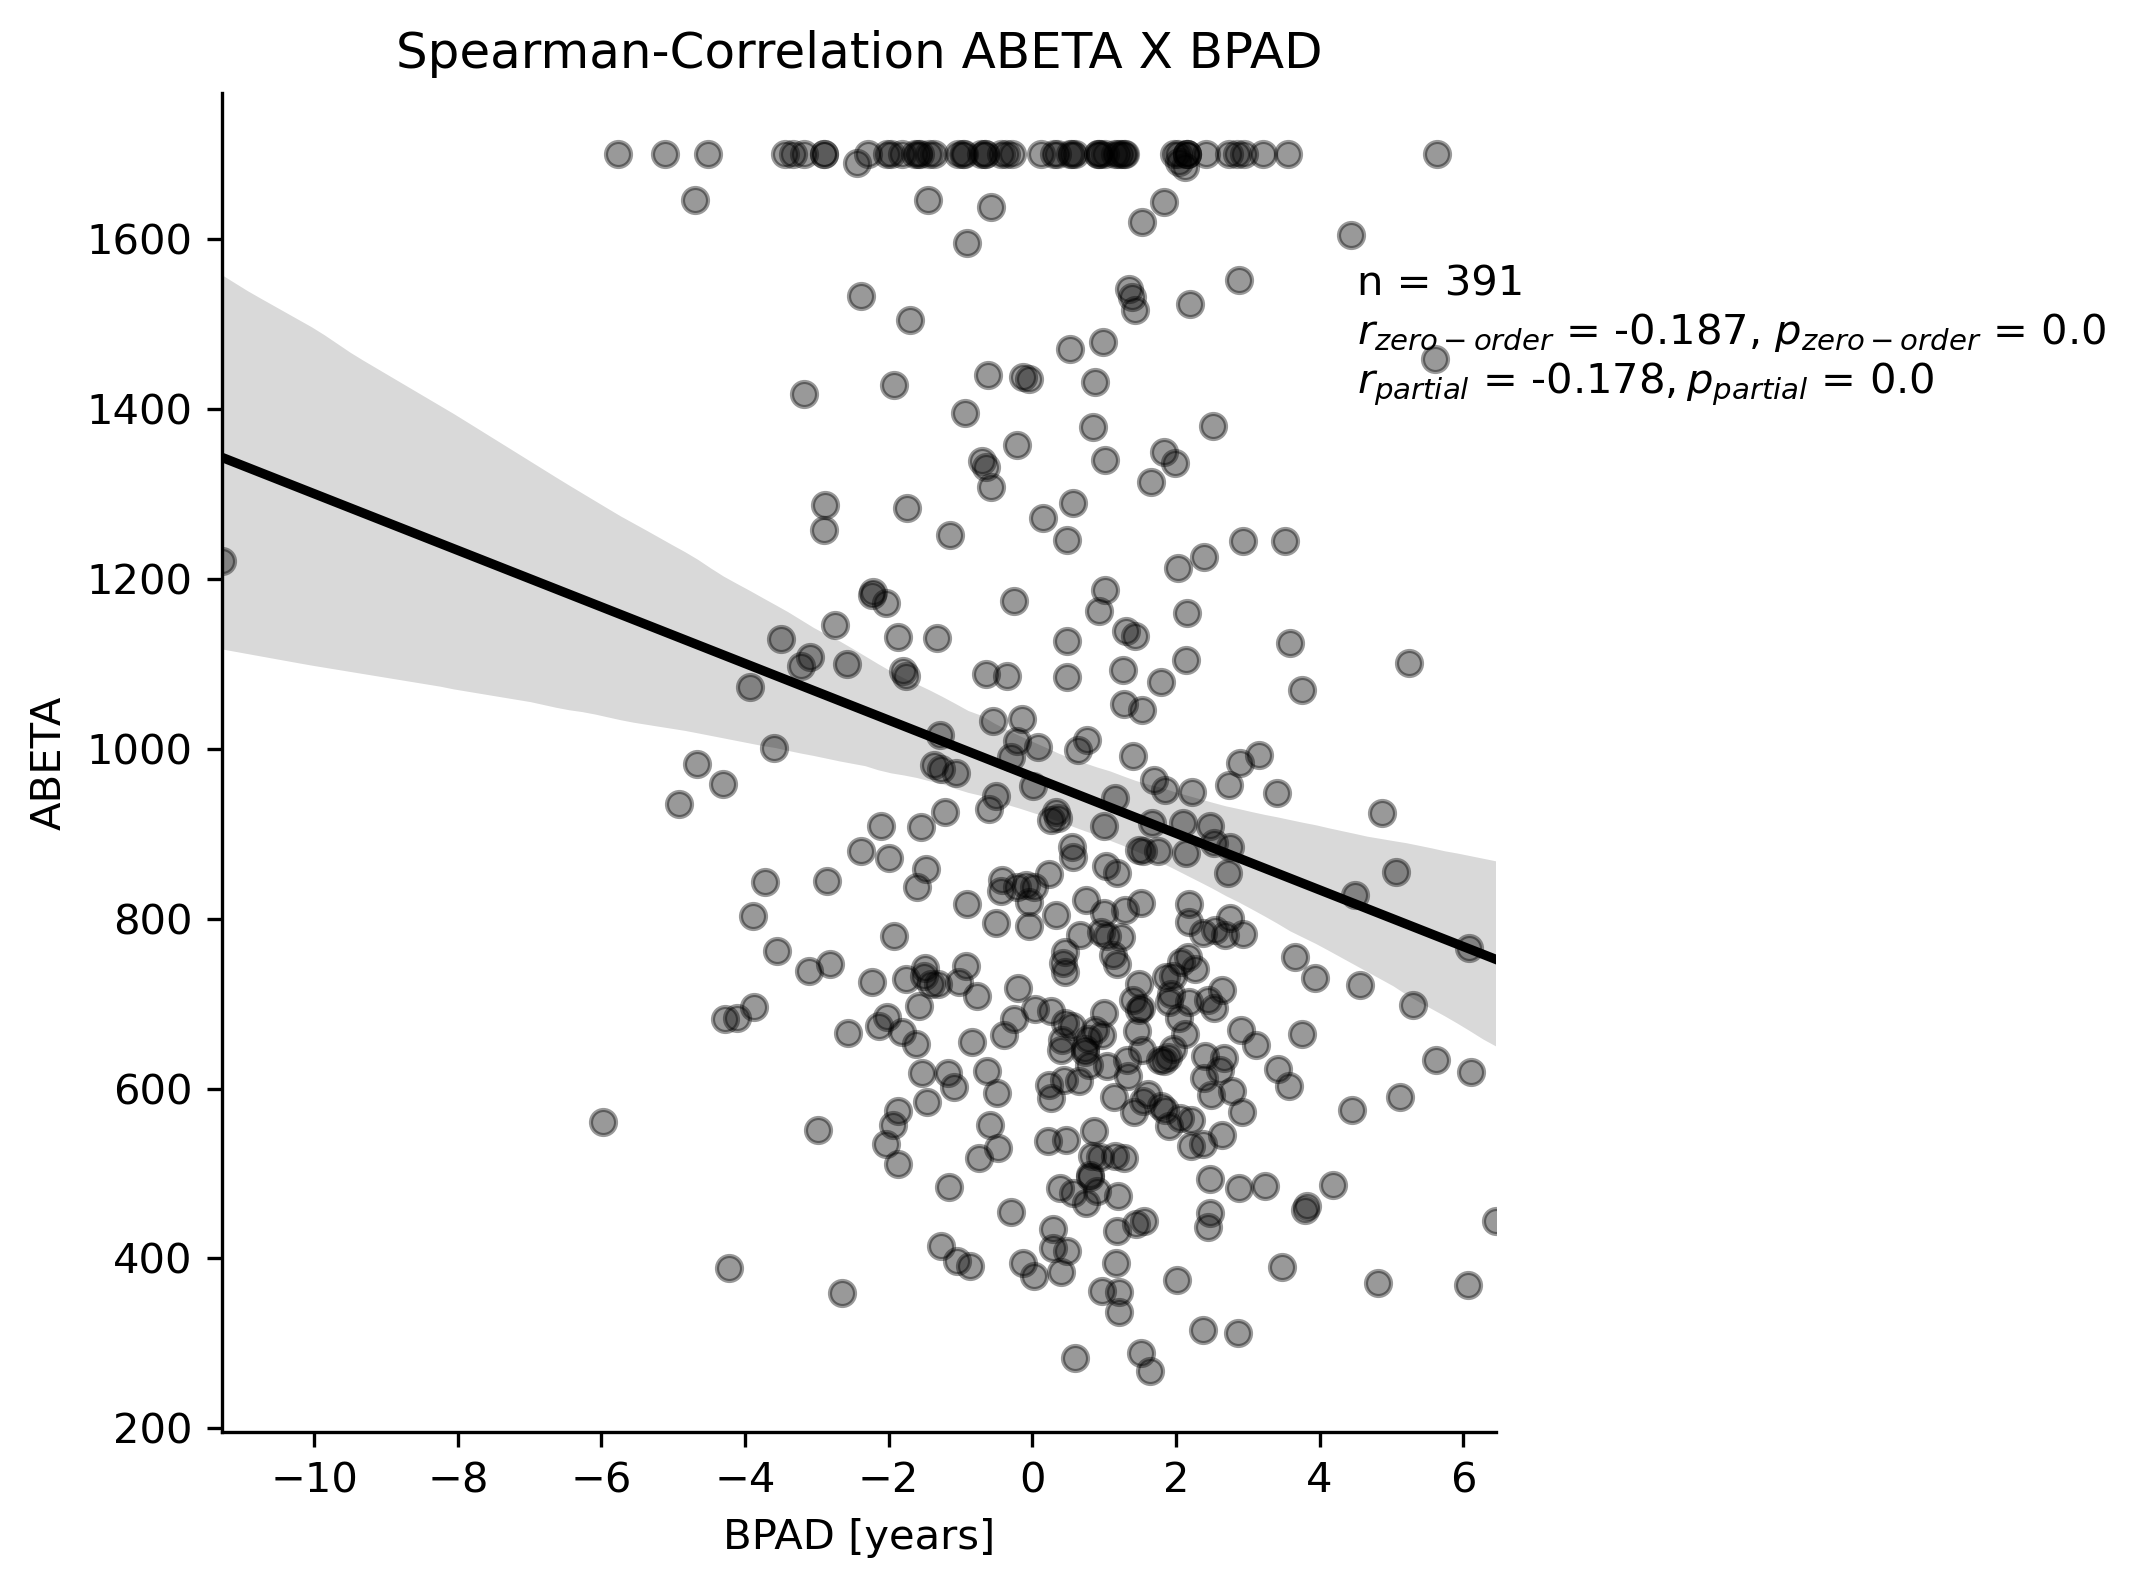 Spearman-Correlation ABETA X BPAD
1600
1400
1200
1000
800
600
400
200
ABETA
n = 391
r_zero−order = -0.187, p_zero−order = 0.0
r_partial = -0.178, p_partial = 0.0
−10 −8 −6 −4 −2 0 2 4 6
BPAD [years]